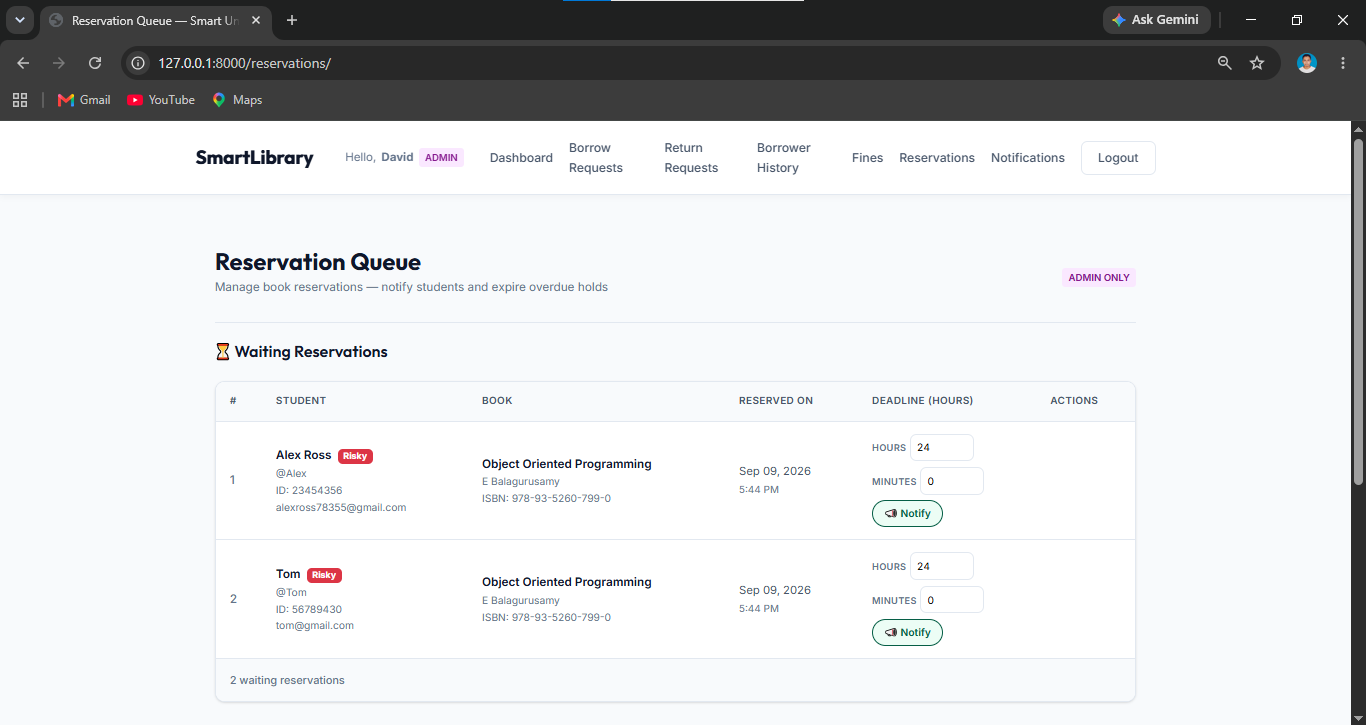 Reservation Queue — Smart Un
Ask Gemini
127.0.0.1:8000/reservations/
Gmail YouTube Maps
SmartLibrary Hello, David ADMIN Dashboard Borrow Requests Return Requests Borrower History Fines Reservations Notifications Logout
Reservation Queue
ADMIN ONLY
Manage book reservations — notify students and expire overdue holds
Waiting Reservations
# STUDENT BOOK RESERVED ON DEADLINE (HOURS) ACTIONS
1
Alex Ross Risky
@Alex
ID: 23454356
alexross78355@gmail.com
Object Oriented Programming
E Balagurusamy
ISBN: 978-93-5260-799-0
Sep 09, 2026
5:44 PM
HOURS 24
MINUTES 0
Notify
2
Tom Risky
@Tom
ID: 56789430
tom@gmail.com
Object Oriented Programming
E Balagurusamy
ISBN: 978-93-5260-799-0
Sep 09, 2026
5:44 PM
HOURS 24
MINUTES 0
Notify
2 waiting reservations